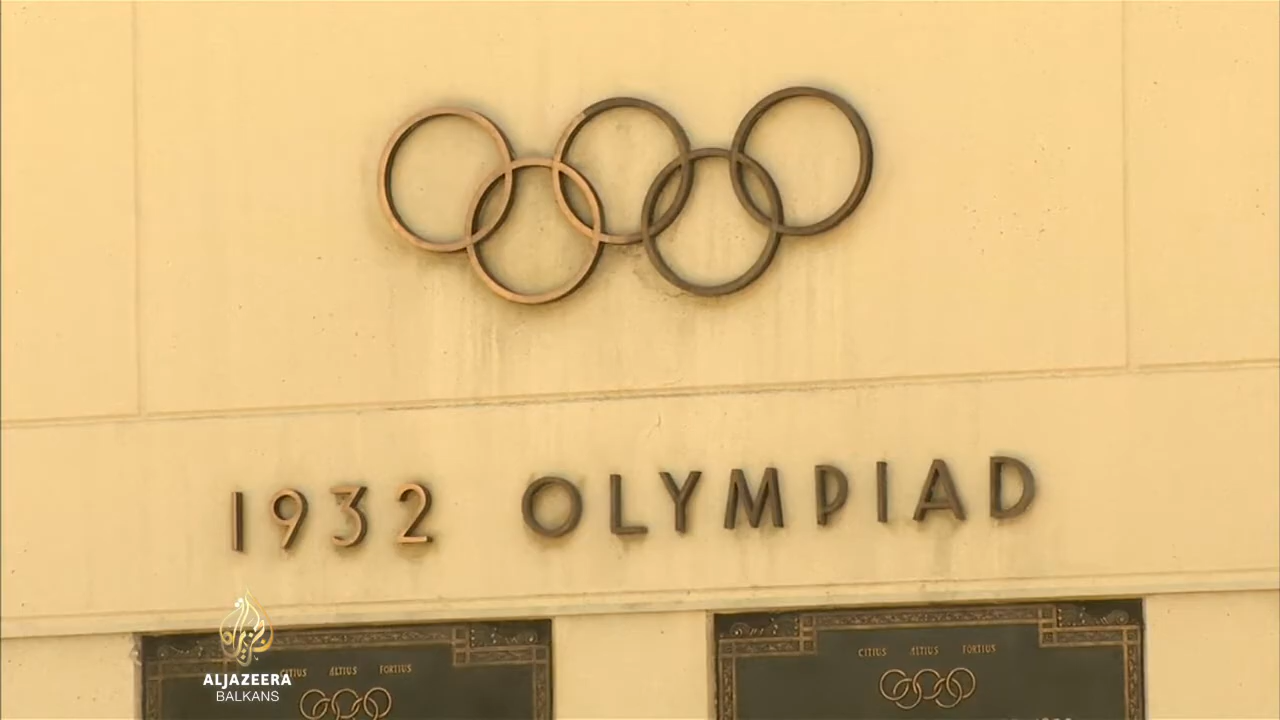 1932 OLYMPIAD
CITIUS ALTIUS FORTIUS
CITIUS ALTIUS FORTIUS
ALJAZEERA
BALKANS